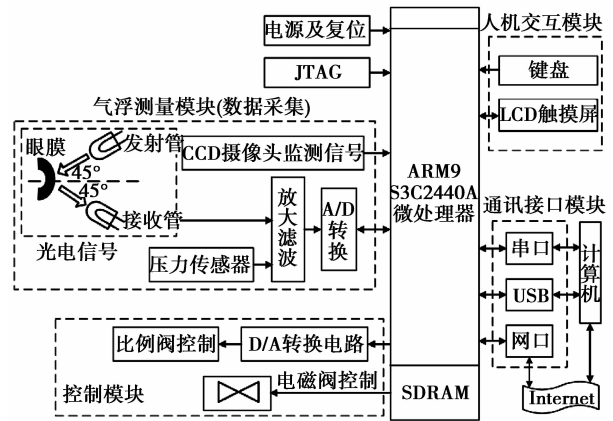 电源及复位
JTAG
气浮测量模块(数据采集)
眼膜
发射管
45°
45°
接收管
光电信号
CCD摄像头监测信号
放大滤波
A/D转换
压力传感器
比例阀控制
D/A转换电路
控制模块
电磁阀控制
ARM9
S3C2440A
微处理器
SDRAM
人机交互模块
键盘
LCD触摸屏
通讯接口模块
串口
USB
网口
计算机
Internet